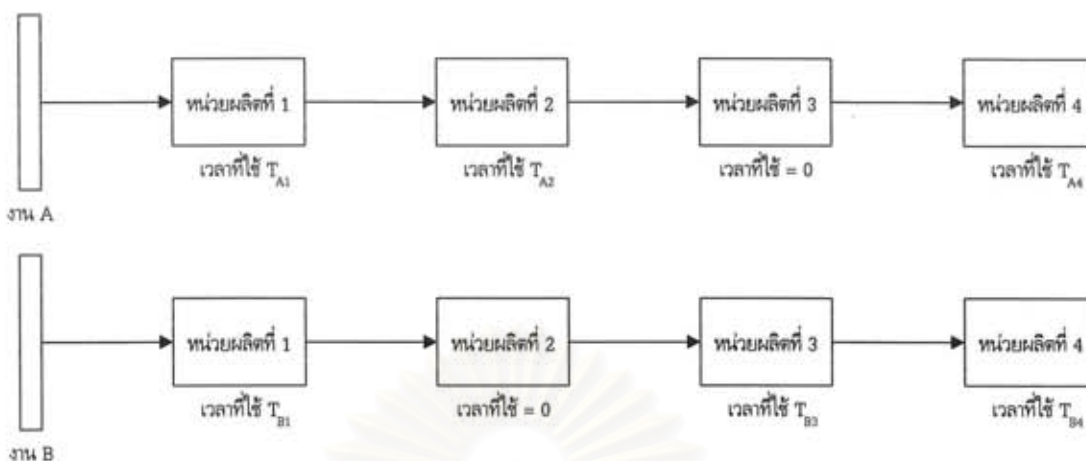 หน่วยผลิตที่ 1 หน่วยผลิตที่ 2 หน่วยผลิตที่ 3 หน่วยผลิตที่ 4
เวลาที่ใช้ T_A1 เวลาที่ใช้ T_A2 เวลาที่ใช้ = 0 เวลาที่ใช้ T_A4
งาน A
หน่วยผลิตที่ 1 หน่วยผลิตที่ 2 หน่วยผลิตที่ 3 หน่วยผลิตที่ 4
เวลาที่ใช้ T_B1 เวลาที่ใช้ = 0 เวลาที่ใช้ T_B3 เวลาที่ใช้ T_B4
งาน B